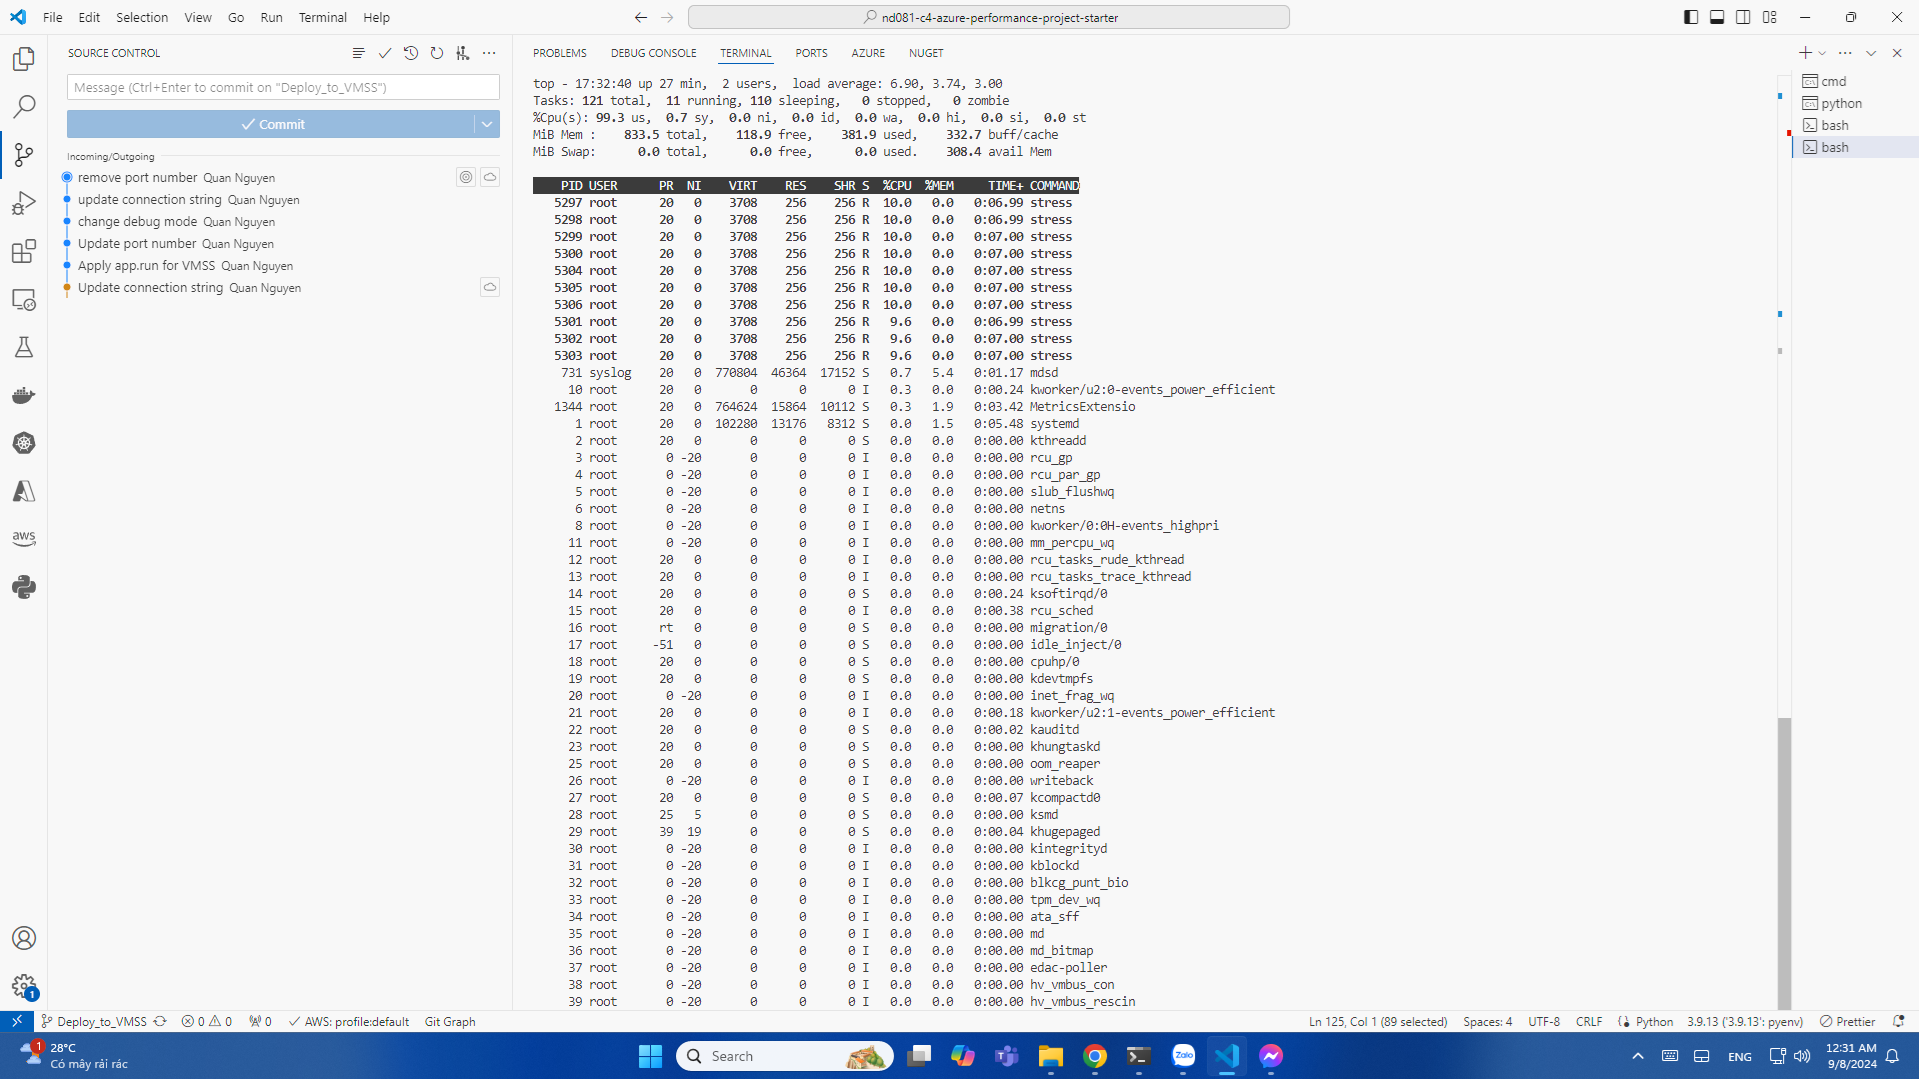 File Edit Selection View Go Run Terminal Help
nd081-c4-azure-performance-project-starter
SOURCE CONTROL
Message (Ctrl+Enter to commit on "Deploy_to_VMSS")
Commit
Incoming/Outgoing
remove port number Quan Nguyen
update connection string Quan Nguyen
change debug mode Quan Nguyen
Update port number Quan Nguyen
Apply app.run for VMSS Quan Nguyen
Update connection string Quan Nguyen
PROBLEMS DEBUG CONSOLE TERMINAL PORTS AZURE NUGET
top - 17:32:40 up 27 min, 2 users, load average: 6.90, 3.74, 3.00
Tasks: 121 total, 11 running, 110 sleeping, 0 stopped, 0 zombie
%Cpu(s): 99.3 us, 0.7 sy, 0.0 ni, 0.0 id, 0.0 wa, 0.0 hi, 0.0 si, 0.0 st
MiB Mem : 833.5 total, 118.9 free, 381.9 used, 332.7 buff/cache
MiB Swap: 0.0 total, 0.0 free, 0.0 used. 308.4 avail Mem
PID USER PR NI VIRT RES SHR S %CPU %MEM TIME+ COMMAND
5297 root 20 0 3708 256 256 R 10.0 0.0 0:06.99 stress
5298 root 20 0 3708 256 256 R 10.0 0.0 0:06.99 stress
5299 root 20 0 3708 256 256 R 10.0 0.0 0:07.00 stress
5300 root 20 0 3708 256 256 R 10.0 0.0 0:07.00 stress
5304 root 20 0 3708 256 256 R 10.0 0.0 0:07.00 stress
5305 root 20 0 3708 256 256 R 10.0 0.0 0:07.00 stress
5306 root 20 0 3708 256 256 R 10.0 0.0 0:07.00 stress
5301 root 20 0 3708 256 256 R 9.6 0.0 0:06.99 stress
5302 root 20 0 3708 256 256 R 9.6 0.0 0:07.00 stress
5303 root 20 0 3708 256 256 R 9.6 0.0 0:07.00 stress
731 syslog 20 0 770804 46364 17152 S 0.7 5.4 0:01.17 mdsd
10 root 20 0 0 0 0 I 0.3 0.0 0:00.24 kworker/u2:0-events_power_efficient
1344 root 20 0 764624 15864 10112 S 0.3 1.9 0:03.42 MetricsExtensio
1 root 20 0 102280 13176 8312 S 0.0 1.5 0:05.48 systemd
2 root 20 0 0 0 0 S 0.0 0.0 0:00.00 kthreadd
3 root 0 -20 0 0 0 I 0.0 0.0 0:00.00 rcu_gp
4 root 0 -20 0 0 0 I 0.0 0.0 0:00.00 rcu_par_gp
5 root 0 -20 0 0 0 I 0.0 0.0 0:00.00 slub_flushwq
6 root 0 -20 0 0 0 I 0.0 0.0 0:00.00 netns
8 root 0 -20 0 0 0 I 0.0 0.0 0:00.00 kworker/0:0H-events_highpri
11 root 0 -20 0 0 0 I 0.0 0.0 0:00.00 mm_percpu_wq
12 root 20 0 0 0 0 I 0.0 0.0 0:00.00 rcu_tasks_rude_kthread
13 root 20 0 0 0 0 I 0.0 0.0 0:00.00 rcu_tasks_trace_kthread
14 root 20 0 0 0 0 S 0.0 0.0 0:00.24 ksoftirqd/0
15 root 20 0 0 0 0 I 0.0 0.0 0:00.38 rcu_sched
16 root rt 0 0 0 0 S 0.0 0.0 0:00.00 migration/0
17 root -51 0 0 0 0 S 0.0 0.0 0:00.00 idle_inject/0
18 root 20 0 0 0 0 S 0.0 0.0 0:00.00 cpuhp/0
19 root 20 0 0 0 0 S 0.0 0.0 0:00.00 kdevtmpfs
20 root 0 -20 0 0 0 I 0.0 0.0 0:00.00 inet_frag_wq
21 root 20 0 0 0 0 I 0.0 0.0 0:00.18 kworker/u2:1-events_power_efficient
22 root 20 0 0 0 0 S 0.0 0.0 0:00.02 kauditd
23 root 20 0 0 0 0 S 0.0 0.0 0:00.00 khungtaskd
25 root 20 0 0 0 0 S 0.0 0.0 0:00.00 oom_reaper
26 root 0 -20 0 0 0 I 0.0 0.0 0:00.00 writeback
27 root 20 0 0 0 0 S 0.0 0.0 0:00.07 kcompactd0
28 root 25 5 0 0 0 S 0.0 0.0 0:00.00 ksmd
29 root 39 19 0 0 0 S 0.0 0.0 0:00.04 khugepaged
30 root 0 -20 0 0 0 I 0.0 0.0 0:00.00 kintegrityd
31 root 0 -20 0 0 0 I 0.0 0.0 0:00.00 kblockd
32 root 0 -20 0 0 0 I 0.0 0.0 0:00.00 blkcg_punt_bio
33 root 0 -20 0 0 0 I 0.0 0.0 0:00.00 tpm_dev_wq
34 root 0 -20 0 0 0 I 0.0 0.0 0:00.00 ata_sff
35 root 0 -20 0 0 0 I 0.0 0.0 0:00.00 md
36 root 0 -20 0 0 0 I 0.0 0.0 0:00.00 md_bitmap
37 root 0 -20 0 0 0 I 0.0 0.0 0:00.00 edac-poller
38 root 0 -20 0 0 0 I 0.0 0.0 0:00.00 hv_vmbus_con
39 root 0 -20 0 0 0 I 0.0 0.0 0:00.00 hv_vmbus_rescin
cmd
python
bash
bash
aws
1
Deploy_to_VMSS 0 0 0 AWS: profile:default Git Graph
Ln 125, Col 1 (89 selected) Spaces: 4 UTF-8 CRLF Python 3.9.13 ('3.9.13': pyenv) Prettier
1
28°C
Có mây rải rác
Search
Zalo
ENG
12:31 AM
9/8/2024